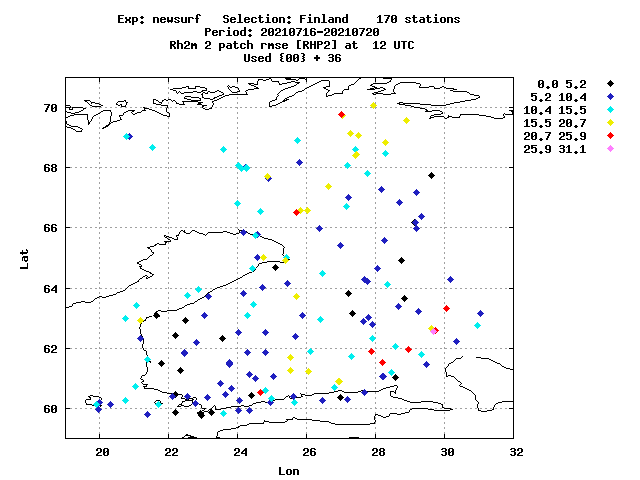 Exp: newsurf   Selection: Finland    170 stations
Period: 20210716-20210720
Rh2m 2 patch rmse [RHP2] at  12 UTC
Used {00} + 36
0.0 5.2
5.2 10.4
10.4 15.5
15.5 20.7
20.7 25.9
25.9 31.1
70
68
66
64
62
60
Lat
20 22 24 26 28 30 32
Lon